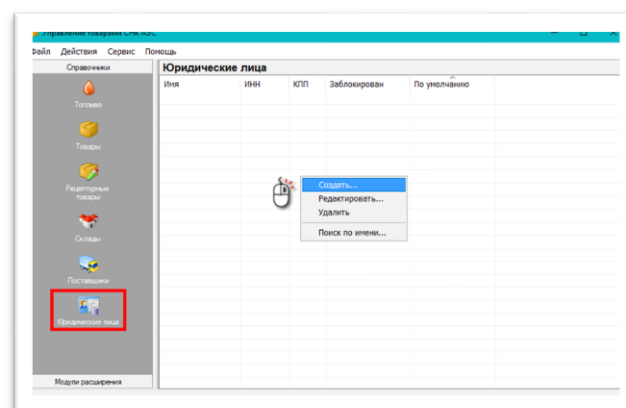 Управление товарами СНК АЗС
Файл Действия Сервис Помощь
Справочники
Топливо
Товары
Рецептурные
товары
Склады
Поставщики
Юридические лица
Модули расширения
Юридические лица
Имя ИНН КПП Заблокирован По умолчанию
Создать...
Редактировать...
Удалить
Поиск по имени...